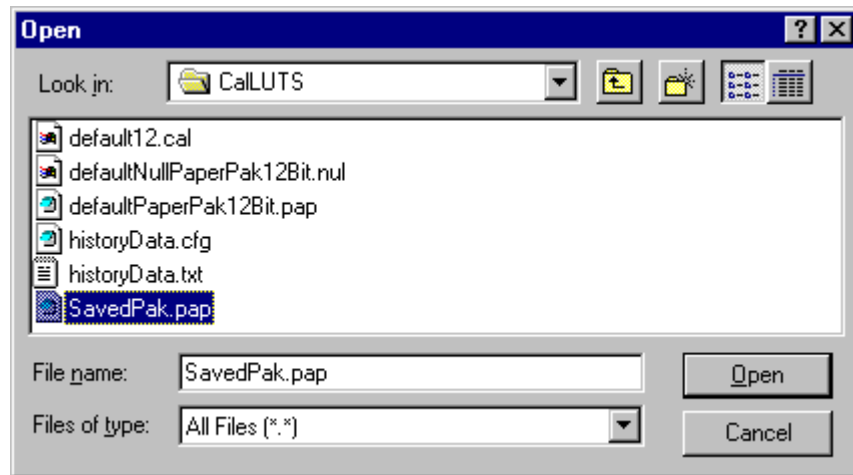 Open
Look in: CalLUTS
default12.cal
defaultNullPaperPak12Bit.nul
defaultPaperPak12Bit.pap
historyData.cfg
historyData.txt
SavedPak.pap
File name: SavedPak.pap Open
Files of type: All Files (*.*) Cancel